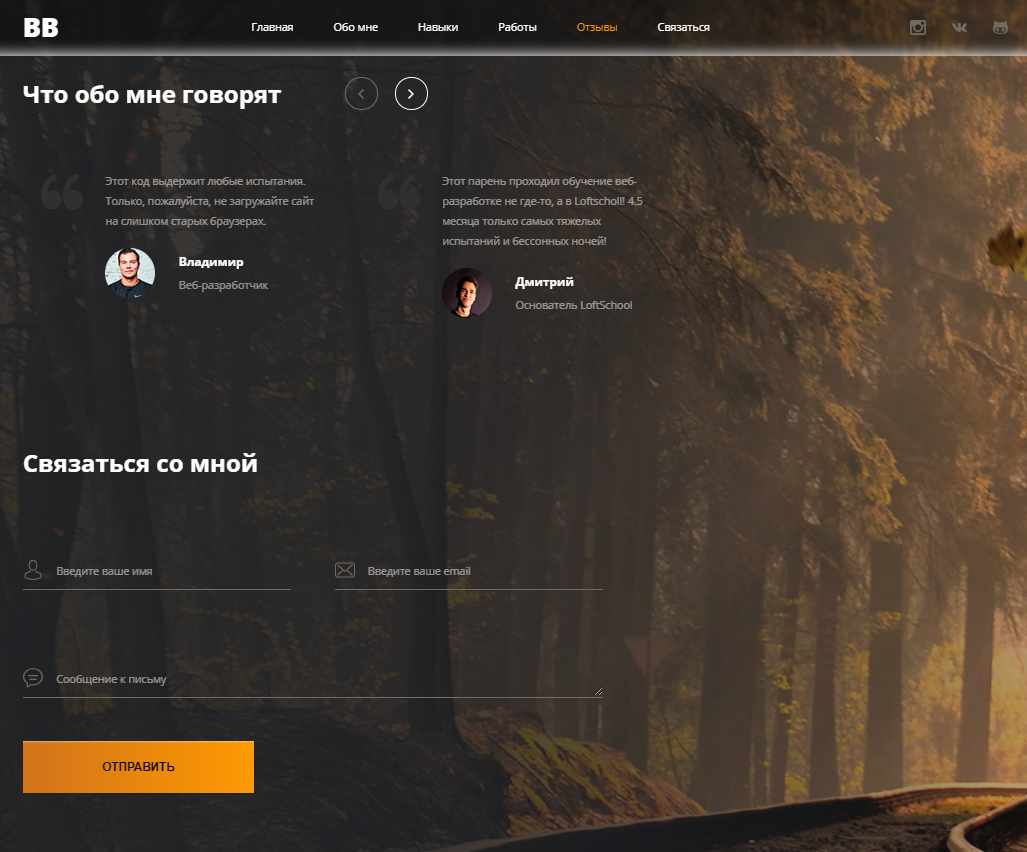 BB
Главная Обо мне Навыки Работы Отзывы Связаться
Что обо мне говорят
Этот код выдержит любые испытания.
Только, пожалуйста, не загружайте сайт
на слишком старых браузерах.
Владимир
Веб-разработчик
Этот парень проходил обучение веб-
разработке не где-то, а в Loftscholl! 4.5
месяца только самых тяжелых
испытаний и бессонных ночей!
Дмитрий
Основатель LoftSchool
Связаться со мной
Введите ваше имя
Введите ваше email
Сообщение к письму
ОТПРАВИТЬ